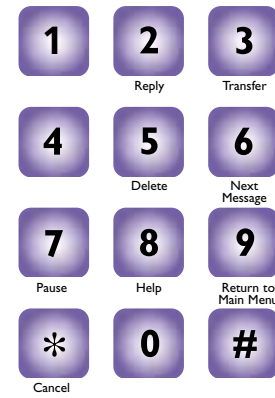 1 2 3
Reply Transfer
4 5 6
Delete Next
Message
7 8 9
Pause Help Return to
Main Menu
* 0 #
Cancel